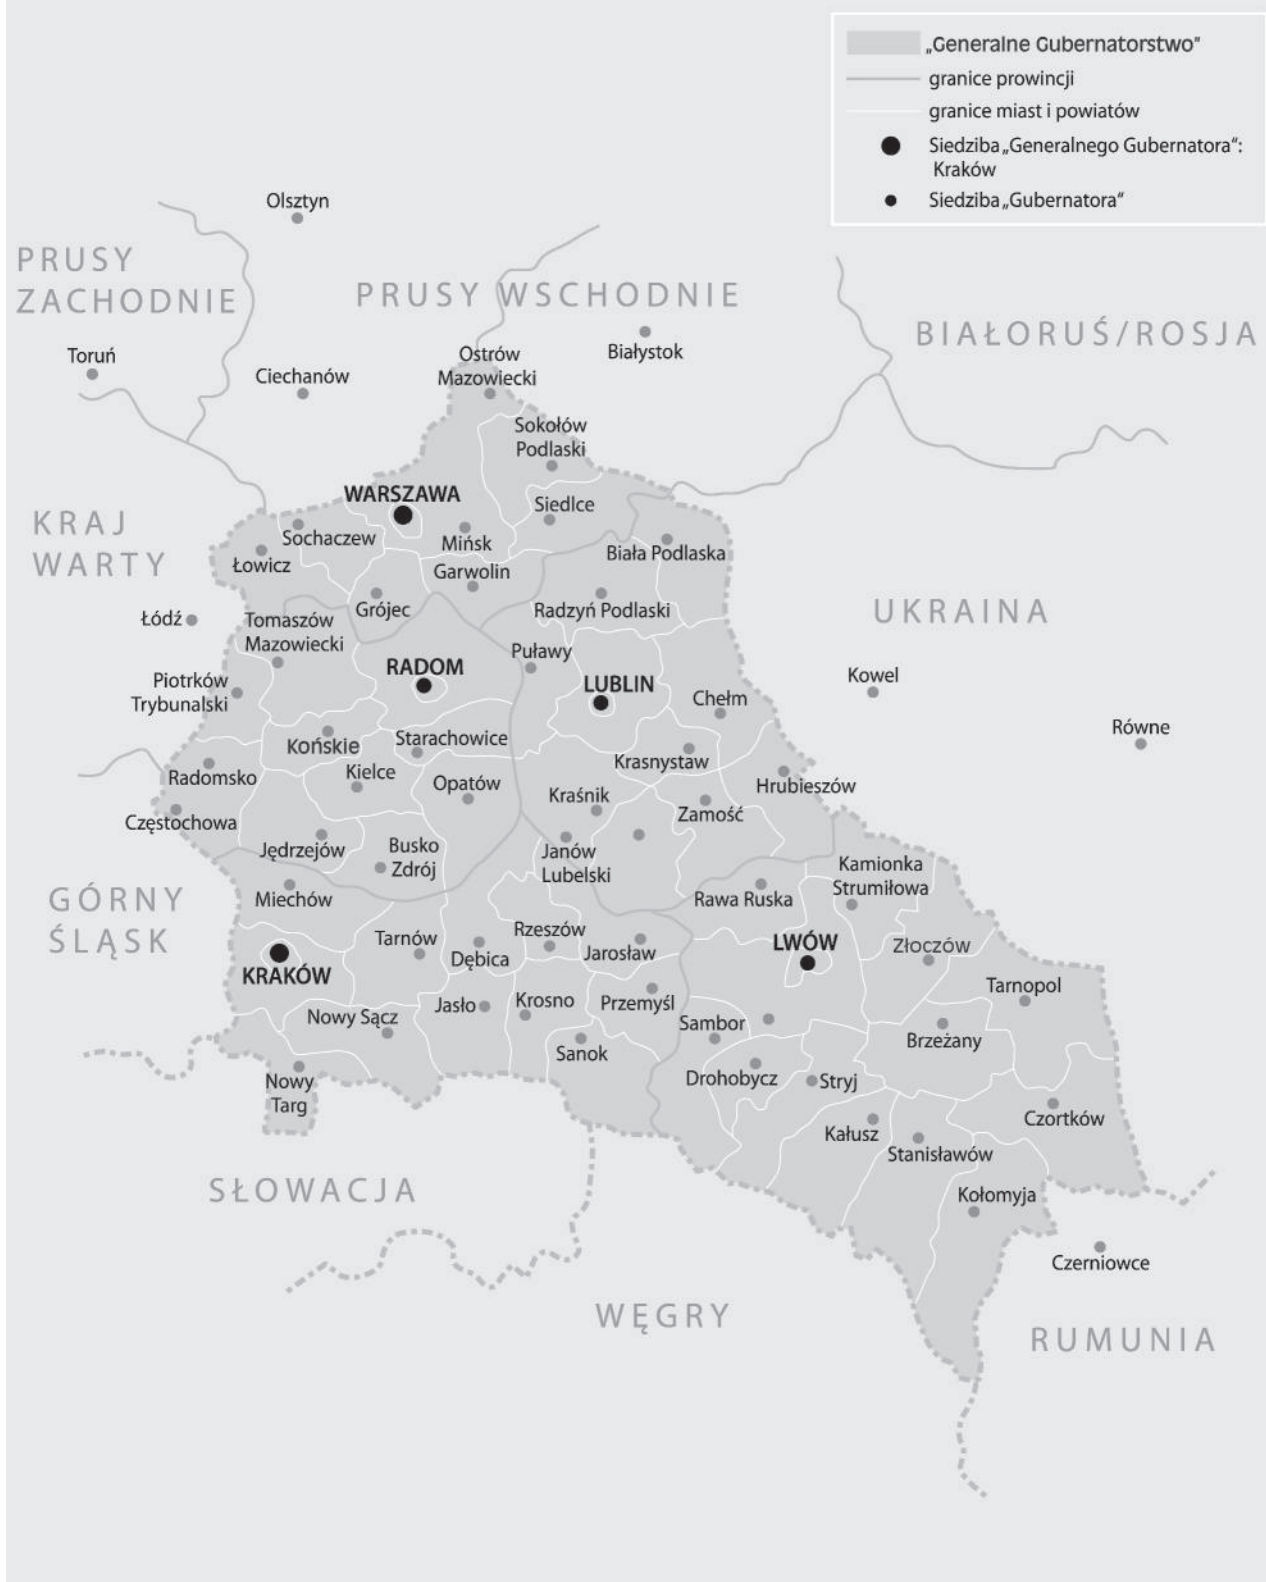 „Generalne Gubernatorstwo”
granice prowincji
granice miast i powiatów
Siedziba „Generalnego Gubernatora“:
Kraków
Siedziba „Gubernatora“
Olsztyn
PRUSY
ZACHODNIE
PRUSY WSCHODNIE
BIAŁORUŚ/ROSJA
Toruń
Ciechanów
Ostrów
Mazowiecki
Białystok
Sokołów
Podlaski
WARSZAWA
Siedlce
KRAJ
WARTY
Sochaczew
Mińsk
Łowicz
Garwolin
Biała Podlaska
Łódź
Tomaszów
Mazowiecki
Grójec
Radzyń Podlaski
UKRAINA
Piotrków
Trybunalski
RADOM
Puławy
LUBLIN
Chełm
Kowel
Równe
Końskie
Starachowice
Krasnystaw
Radomsko
Kielce
Opatów
Kraśnik
Hrubieszów
Częstochowa
Zamość
Jędrzejów
Busko
Zdrój
Janów
Lubelski
Kamionka
Strumiłowa
GÓRNY
ŚLĄSK
Miechów
Rawa Ruska
Tarnów
Rzeszów
LWÓW
Złoczów
KRAKÓW
Dębica
Jarosław
Tarnopol
Nowy Sącz
Jasło
Krosno
Przemyśl
Sambor
Brzeżany
Sanok
Nowy
Targ
Drohobycz
Stryj
Czortków
Kałusz
Stanisławów
SŁOWACJA
Kołomyja
Czerniowce
WĘGRY
RUMUNIA